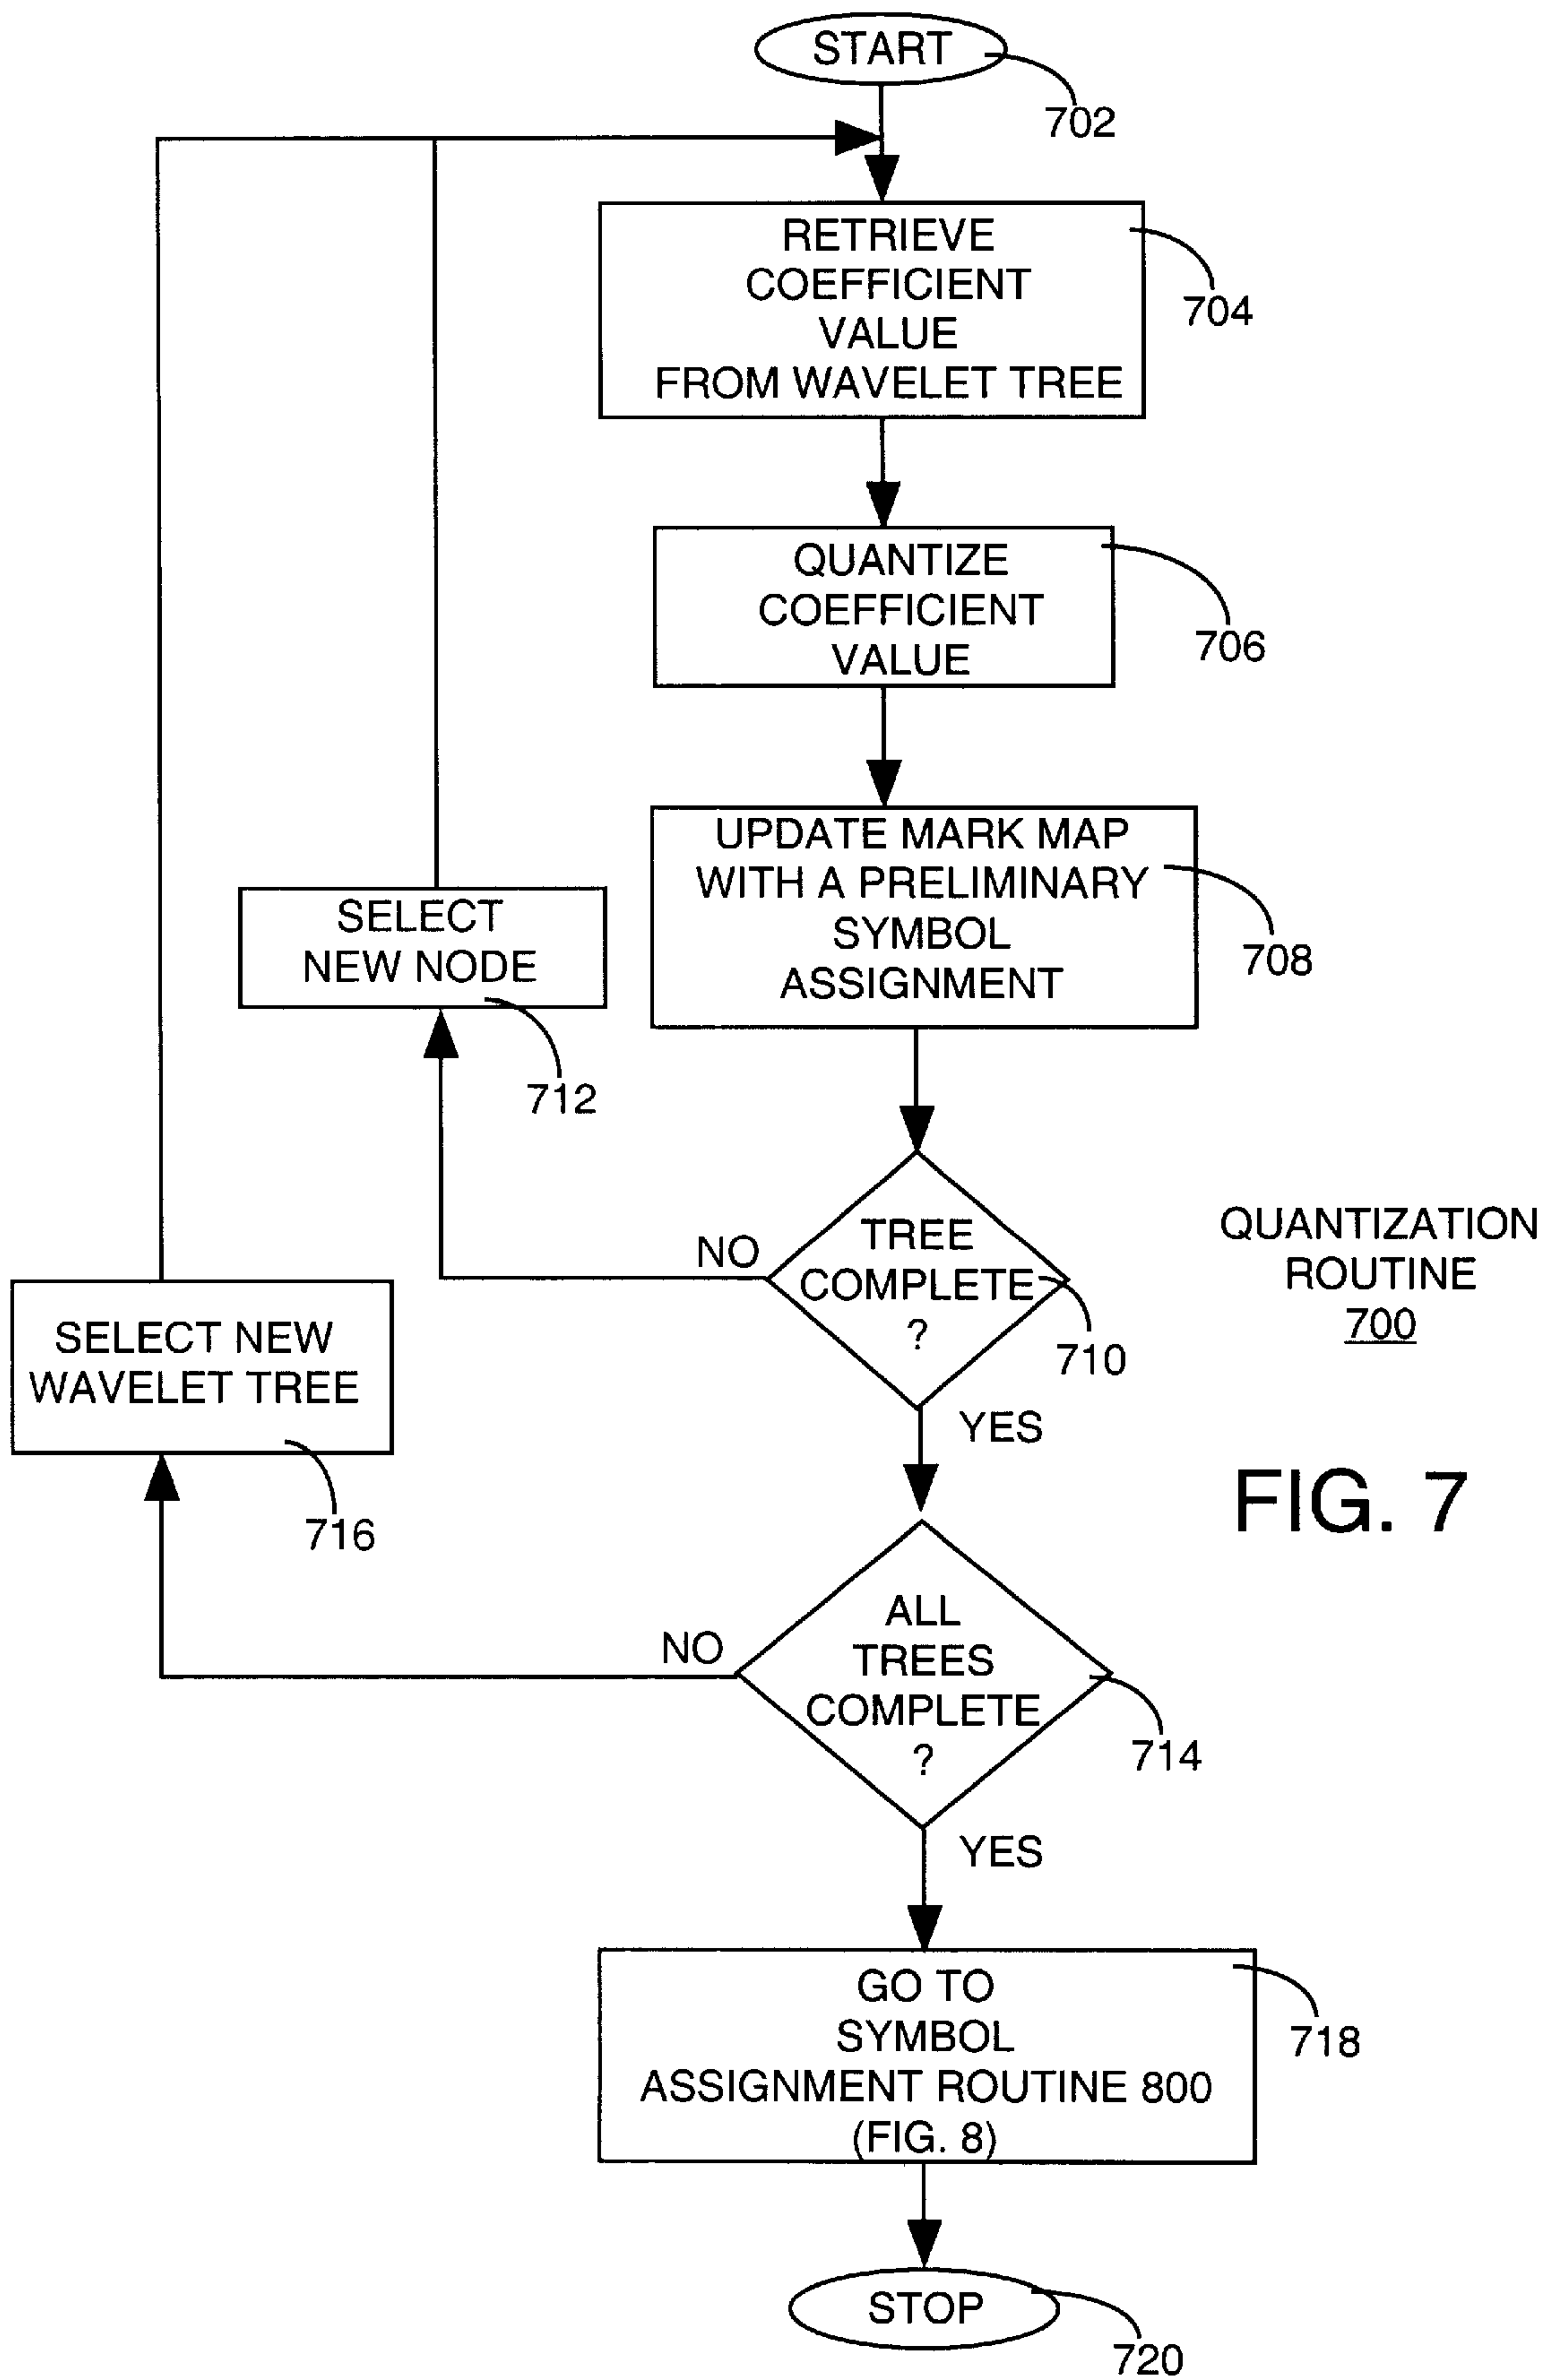 START
702
RETRIEVE
COEFFICIENT
VALUE
FROM WAVELET TREE
704
QUANTIZE
COEFFICIENT
VALUE
706
UPDATE MARK MAP
WITH A PRELIMINARY
SYMBOL
ASSIGNMENT
708
SELECT
NEW NODE
712
TREE
COMPLETE
?
NO
710
YES
QUANTIZATION
ROUTINE
700
SELECT NEW
WAVELET TREE
716
FIG. 7
ALL
TREES
COMPLETE
?
NO
714
YES
GO TO
SYMBOL
ASSIGNMENT ROUTINE 800
(FIG. 8)
718
STOP
720